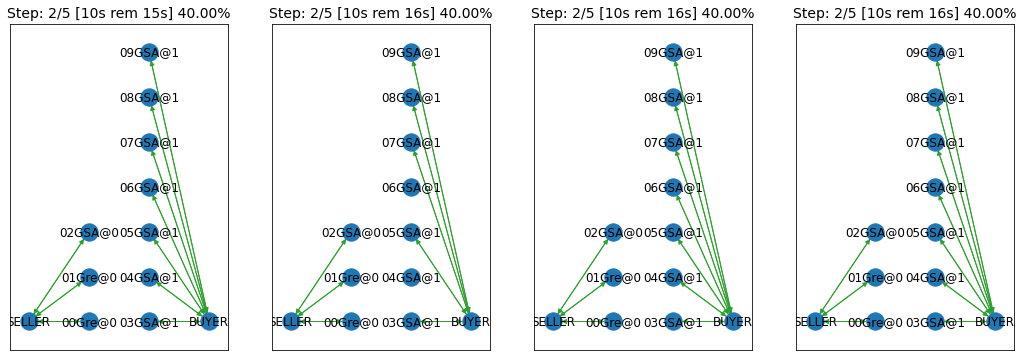 Step: 2/5 [10s rem 15s] 40.00%
09GSA@1
08GSA@1
07GSA@1
06GSA@1
02GSA@0 05GSA@1
01Gre@0 04GSA@1
SELLER 00Gre@0 03GSA@1 BUYER
Step: 2/5 [10s rem 16s] 40.00%
09GSA@1
08GSA@1
07GSA@1
06GSA@1
02GSA@0 05GSA@1
01Gre@0 04GSA@1
SELLER 00Gre@0 03GSA@1 BUYER
Step: 2/5 [10s rem 16s] 40.00%
09GSA@1
08GSA@1
07GSA@1
06GSA@1
02GSA@0 05GSA@1
01Gre@0 04GSA@1
SELLER 00Gre@0 03GSA@1 BUYER
Step: 2/5 [10s rem 16s] 40.00%
09GSA@1
08GSA@1
07GSA@1
06GSA@1
02GSA@0 05GSA@1
01Gre@0 04GSA@1
SELLER 00Gre@0 03GSA@1 BUYER